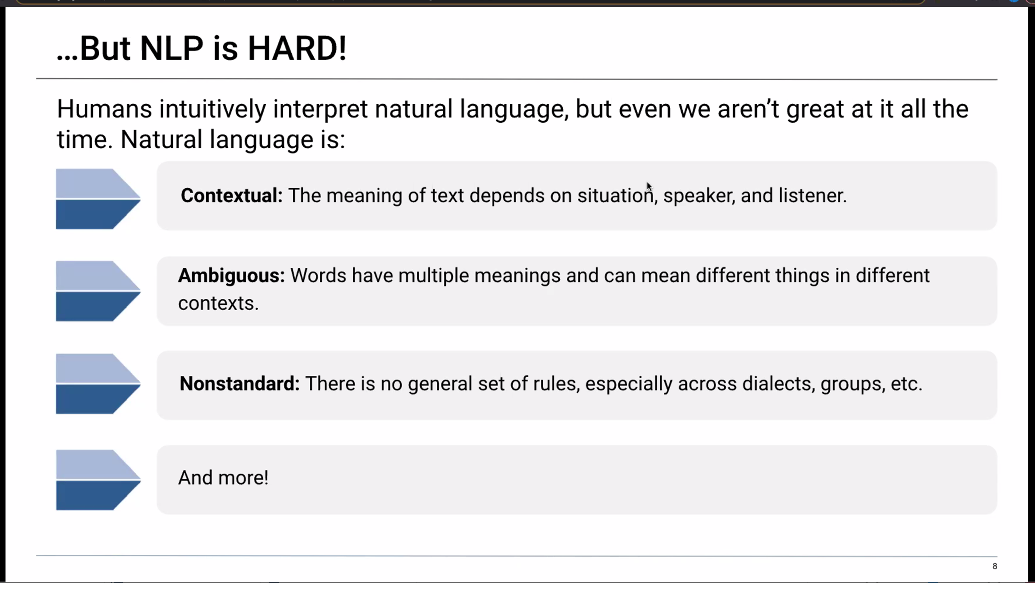 ...But NLP is HARD!
Humans intuitively interpret natural language, but even we aren’t great at it all the
time. Natural language is:
Contextual: The meaning of text depends on situation, speaker, and listener.
Ambiguous: Words have multiple meanings and can mean different things in different
contexts.
Nonstandard: There is no general set of rules, especially across dialects, groups, etc.
And more!
8